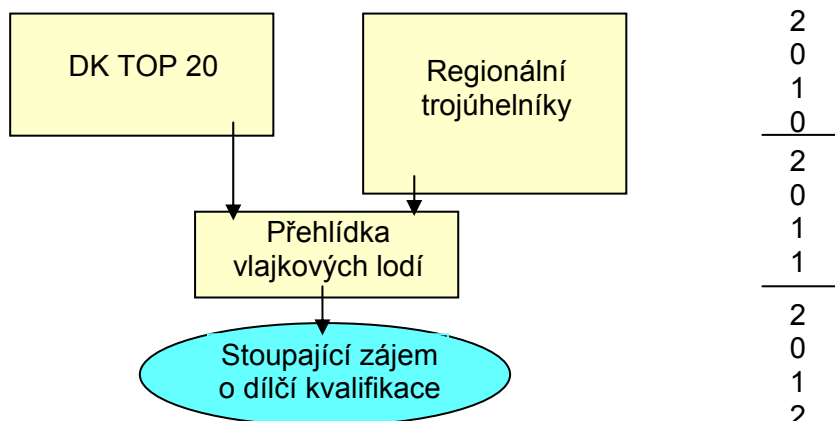 DK TOP 20
Regionální
trojúhelníky
Přehlídka
vlajkových lodí
Stoupající zájem
o dílčí kvalifikace
2
0
1
0
2
0
1
1
2
0
1
2